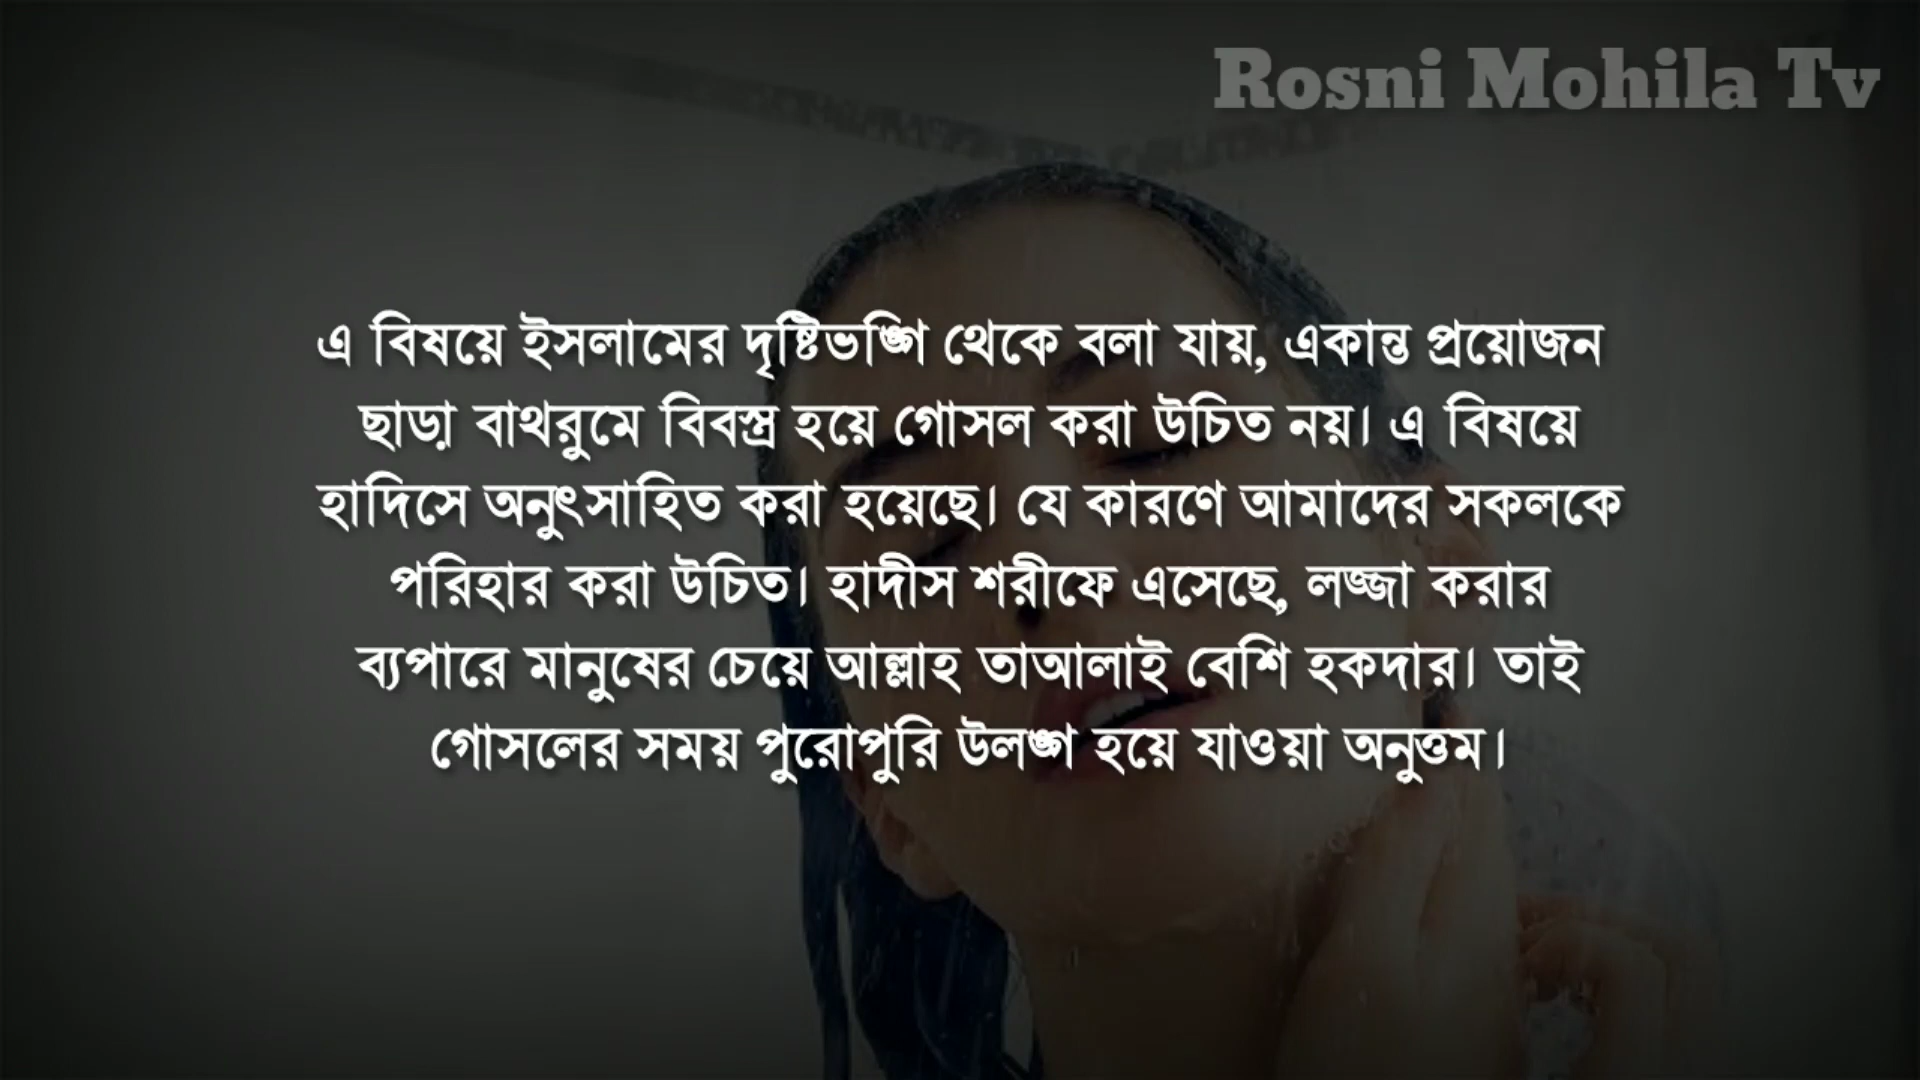 Rosni Mohila Tv
এ বিষয়ে ইসলামের দৃষ্টিভঙ্গি থেকে বলা যায়, একান্ত প্রয়োজন
ছাড়া বাথরুমে বিবস্ত্র হয়ে গোসল করা উচিত নয়। এ বিষয়ে
হাদিসে অনুৎসাহিত করা হয়েছে। যে কারণে আমাদের সকলকে
পরিহার করা উচিত। হাদীস শরীফে এসেছে, লজ্জা করার
ব্যপারে মানুষের চেয়ে আল্লাহ তাআলাই বেশি হকদার। তাই
গোসলের সময় পুরোপুরি উলঙ্গ হয়ে যাওয়া অনুত্তম।